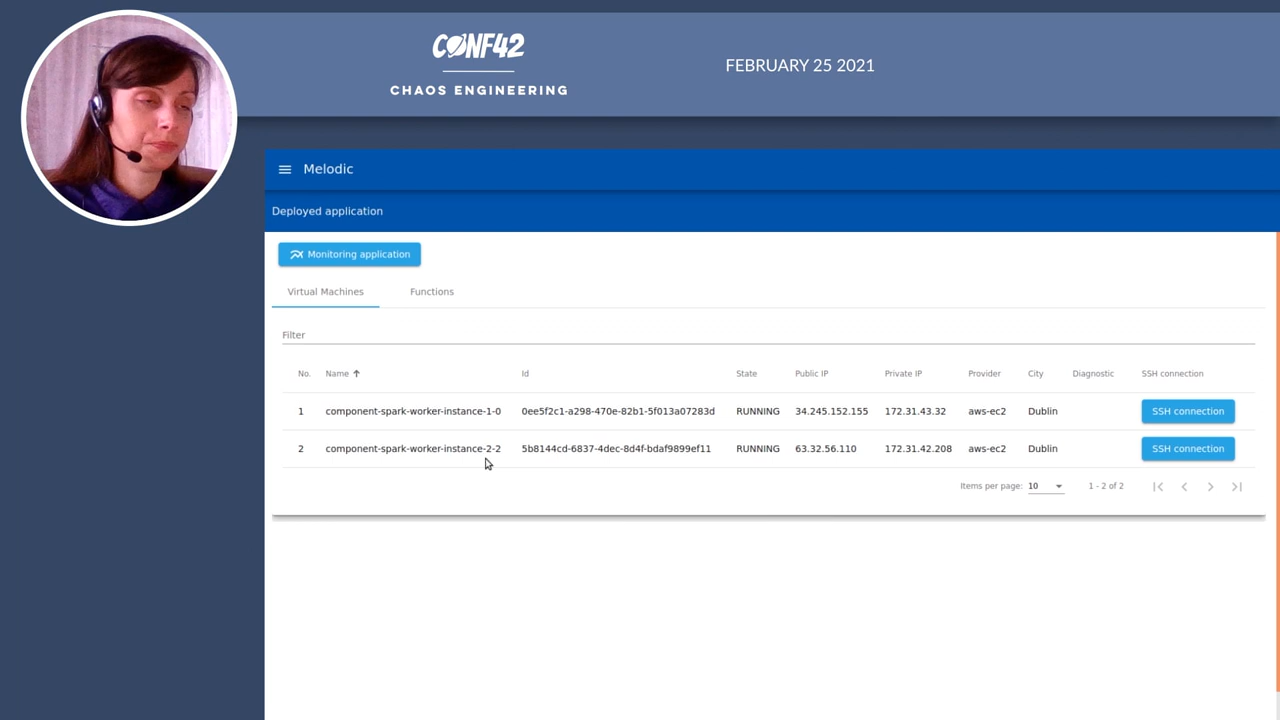 CONF42
CHAOS ENGINEERING
FEBRUARY 25 2021
Melodic
Deployed application
Monitoring application
Virtual Machines Functions
Filter
No. Name Id State Public IP Private IP Provider City Diagnostic SSH connection
1 component-spark-worker-instance-1-0 0ee5f2c1-a298-470e-82b1-5f013a07283d RUNNING 34.245.152.155 172.31.43.32 aws-ec2 Dublin SSH connection
2 component-spark-worker-instance-2-2 5b8144cd-6837-4dec-8d4f-bdaf9899ef11 RUNNING 63.32.56.110 172.31.42.208 aws-ec2 Dublin SSH connection
Items per page: 10 1 - 2 of 2